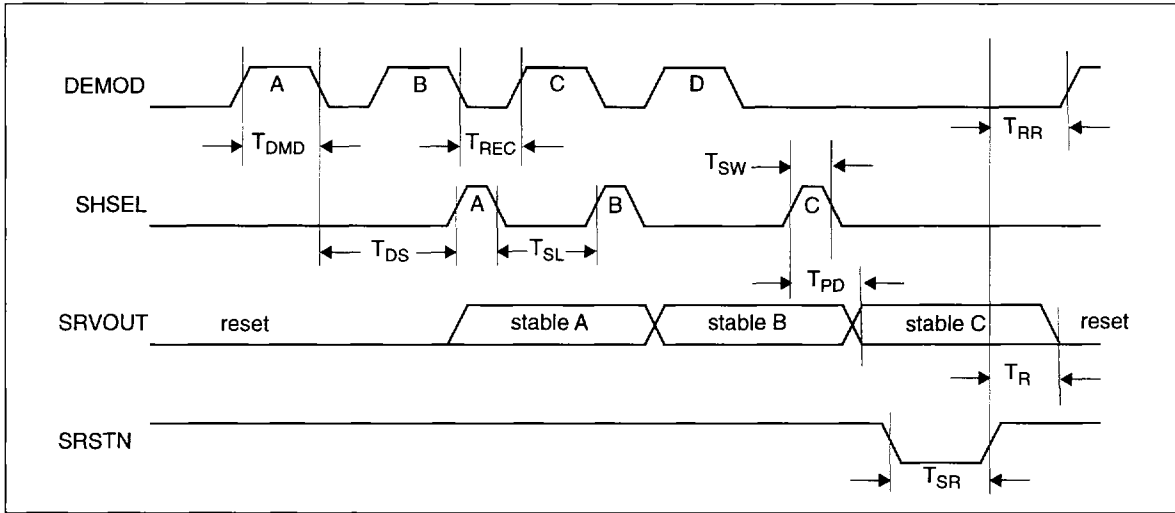 DEMOD A B C D
T_DMD T_REC T_RR
T_SW
SHSEL A B C
T_DS T_SL
T_PD
SRVOUT reset stable A stable B stable C reset
T_R
SRSTN
T_SR